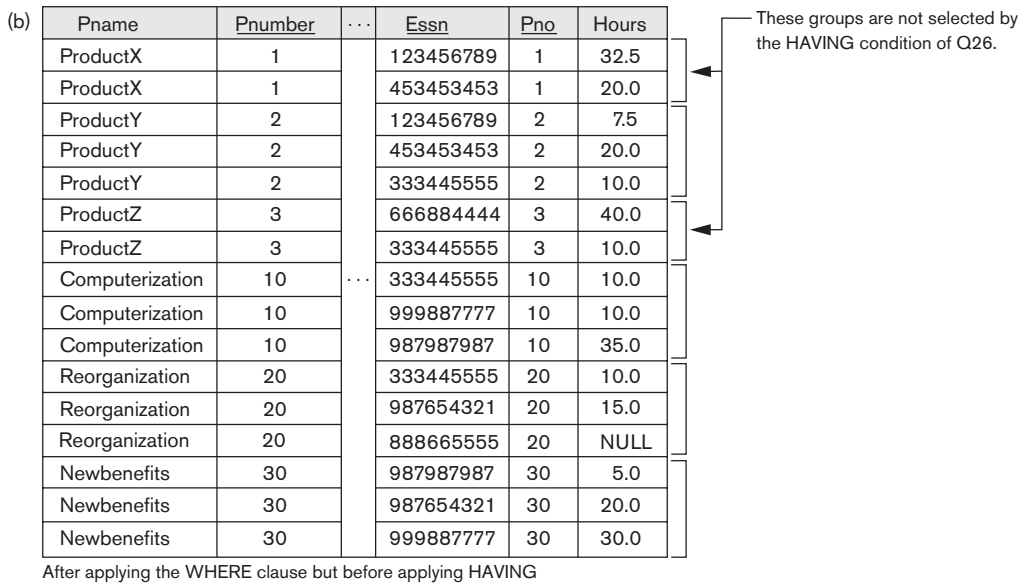 (b)
Pname Pnumber ... Essn Pno Hours
ProductX 1 123456789 1 32.5
ProductX 1 453453453 1 20.0
ProductY 2 123456789 2 7.5
ProductY 2 453453453 2 20.0
ProductY 2 333445555 2 10.0
ProductZ 3 666884444 3 40.0
ProductZ 3 333445555 3 10.0
Computerization 10 ... 333445555 10 10.0
Computerization 10 999887777 10 10.0
Computerization 10 987987987 10 35.0
Reorganization 20 333445555 20 10.0
Reorganization 20 987654321 20 15.0
Reorganization 20 888665555 20 NULL
Newbenefits 30 987987987 30 5.0
Newbenefits 30 987654321 30 20.0
Newbenefits 30 999887777 30 30.0
These groups are not selected by
the HAVING condition of Q26.
After applying the WHERE clause but before applying HAVING